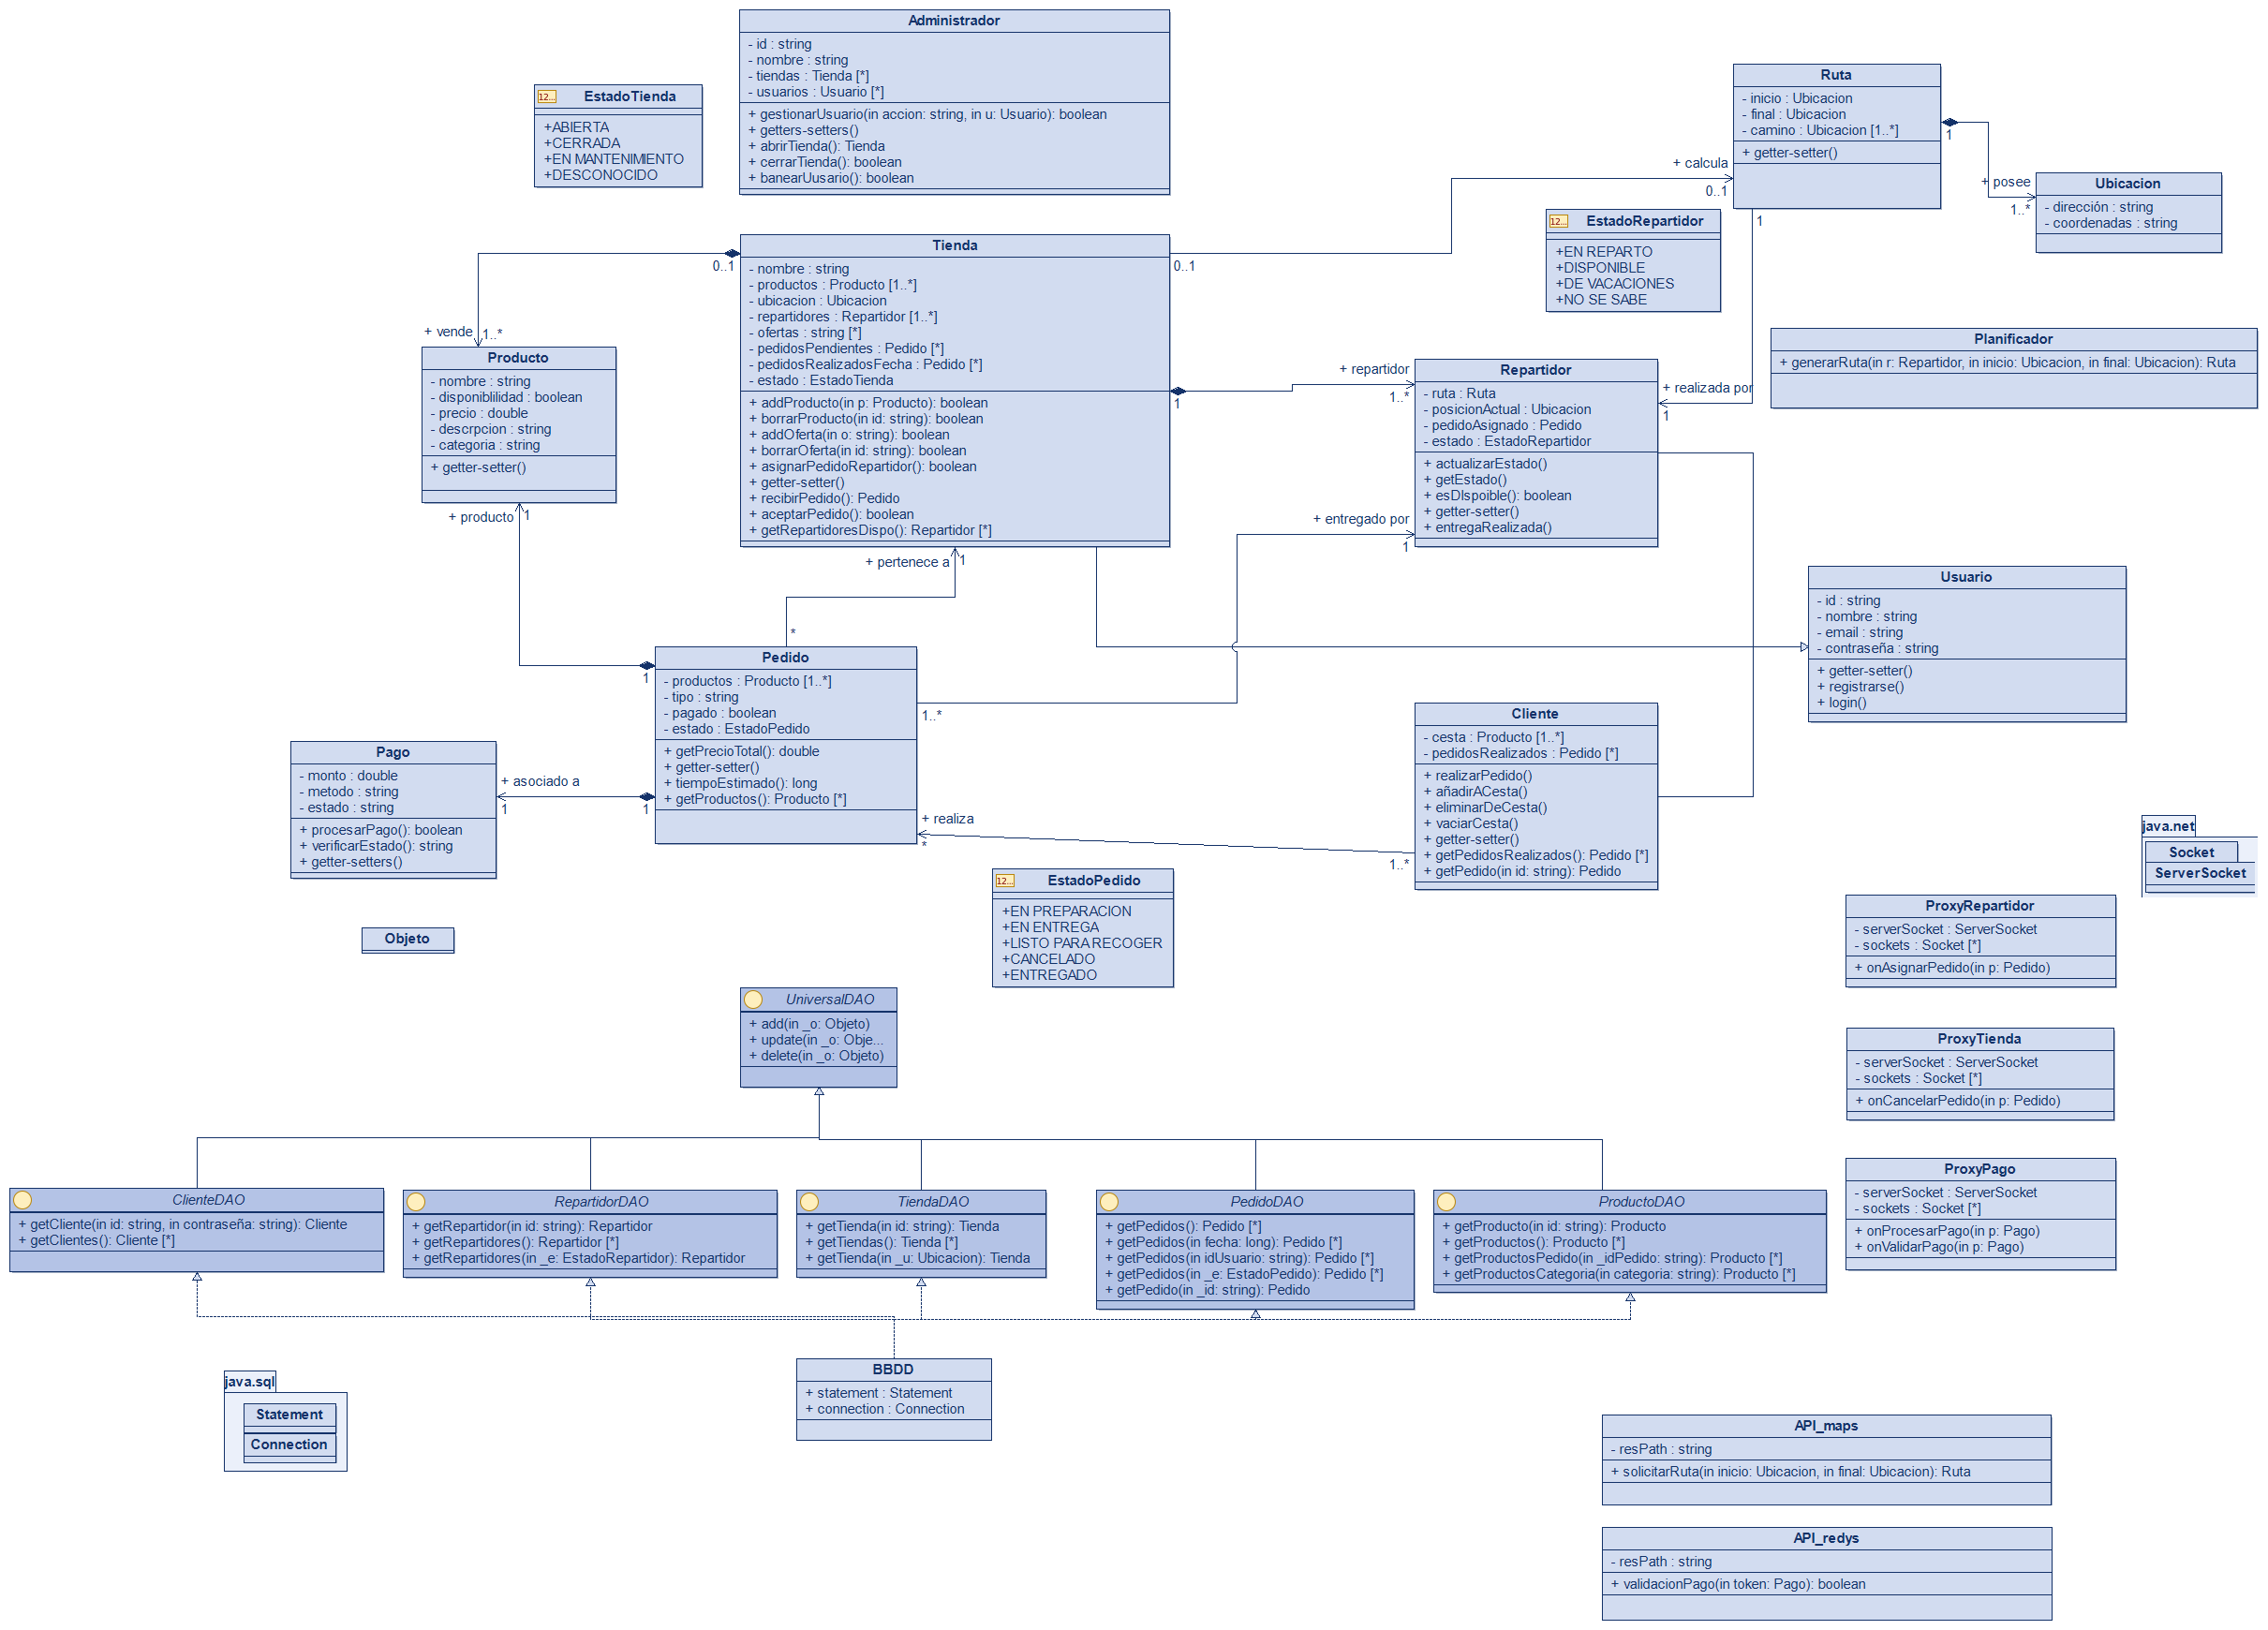 Administrador
- id : string
- nombre : string
- tiendas : Tienda [*]
- usuarios : Usuario [*]
+ gestionarUsuario(in accion: string, in u: Usuario): boolean
+ getters-setters()
+ abrirTienda(): Tienda
+ cerrarTienda(): boolean
+ banearUusario(): boolean
12...
EstadoTienda
+ABIERTA
+CERRADA
+EN MANTENIMIENTO
+DESCONOCIDO
Ruta
- inicio : Ubicacion
- final : Ubicacion
- camino : Ubicacion [1..*]
+ getter-setter()
1
+ calcula
0..1
+ posee
1..*
Ubicacion
- dirección : string
- coordenadas : string
12...
EstadoRepartidor
+EN REPARTO
+DISPONIBLE
+DE VACACIONES
+NO SE SABE
1
Tienda
- nombre : string
- productos : Producto [1..*]
- ubicacion : Ubicacion
- repartidores : Repartidor [1..*]
- ofertas : string [*]
- pedidosPendientes : Pedido [*]
- pedidosRealizadosFecha : Pedido [*]
- estado : EstadoTienda
+ addProducto(in p: Producto): boolean
+ borrarProducto(in id: string): boolean
+ addOferta(in o: string): boolean
+ borrarOferta(in id: string): boolean
+ asignarPedidoRepartidor(): boolean
+ getter-setter()
+ recibirPedido(): Pedido
+ aceptarPedido(): boolean
+ getRepartidoresDispo(): Repartidor [*]
0..1
0..1
+ vende
1..*
Producto
- nombre : string
- disponiblilidad : boolean
- precio : double
- descrpcion : string
- categoria : string
+ getter-setter()
+ producto
1
Planificador
+ generarRuta(in r: Repartidor, in inicio: Ubicacion, in final: Ubicacion): Ruta
+ repartidor
1..*
1
Repartidor
- ruta : Ruta
- posicionActual : Ubicacion
- pedidoAsignado : Pedido
- estado : EstadoRepartidor
+ actualizarEstado()
+ getEstado()
+ esDIspoible(): boolean
+ getter-setter()
+ entregaRealizada()
+ realizada por
1
+ entregado por
1
+ pertenece a
1
*
Usuario
- id : string
- nombre : string
- email : string
- contraseña : string
+ getter-setter()
+ registrarse()
+ login()
Pedido
- productos : Producto [1..*]
- tipo : string
- pagado : boolean
- estado : EstadoPedido
+ getPrecioTotal(): double
+ getter-setter()
+ tiempoEstimado(): long
+ getProductos(): Producto [*]
1
1..*
Cliente
- cesta : Producto [1..*]
- pedidosRealizados : Pedido [*]
+ realizarPedido()
+ añadirACesta()
+ eliminarDeCesta()
+ vaciarCesta()
+ getter-setter()
+ getPedidosRealizados(): Pedido [*]
+ getPedido(in id: string): Pedido
Pago
- monto : double
- metodo : string
- estado : string
+ procesarPago(): boolean
+ verificarEstado(): string
+ getter-setters()
+ asociado a
1
1
+ realiza
*
1..*
java.net
Socket
ServerSocket
12...
EstadoPedido
+EN PREPARACION
+EN ENTREGA
+LISTO PARA RECOGER
+CANCELADO
+ENTREGADO
Objeto
ProxyRepartidor
- serverSocket : ServerSocket
- sockets : Socket [*]
+ onAsignarPedido(in p: Pedido)
UniversalDAO
+ add(in _o: Objeto)
+ update(in _o: Obje...
+ delete(in _o: Objeto)
ProxyTienda
- serverSocket : ServerSocket
- sockets : Socket [*]
+ onCancelarPedido(in p: Pedido)
ProxyPago
- serverSocket : ServerSocket
- sockets : Socket [*]
+ onProcesarPago(in p: Pago)
+ onValidarPago(in p: Pago)
ClienteDAO
+ getCliente(in id: string, in contraseña: string): Cliente
+ getClientes(): Cliente [*]
RepartidorDAO
+ getRepartidor(in id: string): Repartidor
+ getRepartidores(): Repartidor [*]
+ getRepartidores(in _e: EstadoRepartidor): Repartidor
TiendaDAO
+ getTienda(in id: string): Tienda
+ getTiendas(): Tienda [*]
+ getTienda(in _u: Ubicacion): Tienda
PedidoDAO
+ getPedidos(): Pedido [*]
+ getPedidos(in fecha: long): Pedido [*]
+ getPedidos(in idUsuario: string): Pedido [*]
+ getPedidos(in _e: EstadoPedido): Pedido [*]
+ getPedido(in _id: string): Pedido
ProductoDAO
+ getProducto(in id: string): Producto
+ getProductos(): Producto [*]
+ getProductosPedido(in _idPedido: string): Producto [*]
+ getProductosCategoria(in categoria: string): Producto [*]
java.sql
Statement
Connection
BBDD
+ statement : Statement
+ connection : Connection
API_maps
- resPath : string
+ solicitarRuta(in inicio: Ubicacion, in final: Ubicacion): Ruta
API_redys
- resPath : string
+ validacionPago(in token: Pago): boolean